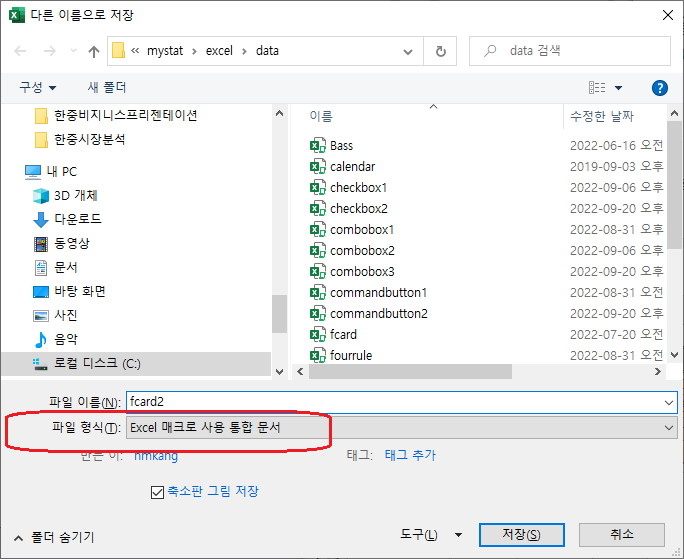 다른 이름으로 저장
mystat excel data
data 검색
구성 새 폴더
한중비지니스프리젠테이션
한중시장분석
내 PC
3D 개체
다운로드
동영상
문서
바탕 화면
사진
음악
로컬 디스크 (C:)
이름 수정한 날짜
Bass 2022-06-16 오전
calendar 2019-09-03 오후
checkbox1 2022-09-06 오후
checkbox2 2022-09-20 오후
combobox1 2022-08-31 오전
combobox2 2022-09-06 오후
combobox3 2022-09-20 오후
commandbutton1 2022-08-31 오전
commandbutton2 2022-09-20 오후
fcard 2022-07-20 오전
fourrule 2022-08-31 오후
파일 이름(N): fcard2
파일 형식(T): Excel 매크로 사용 통합 문서
만든 이: hmkang 태그: 태그 추가
축소판 그림 저장
폴더 숨기기 도구(L) 저장(S) 취소